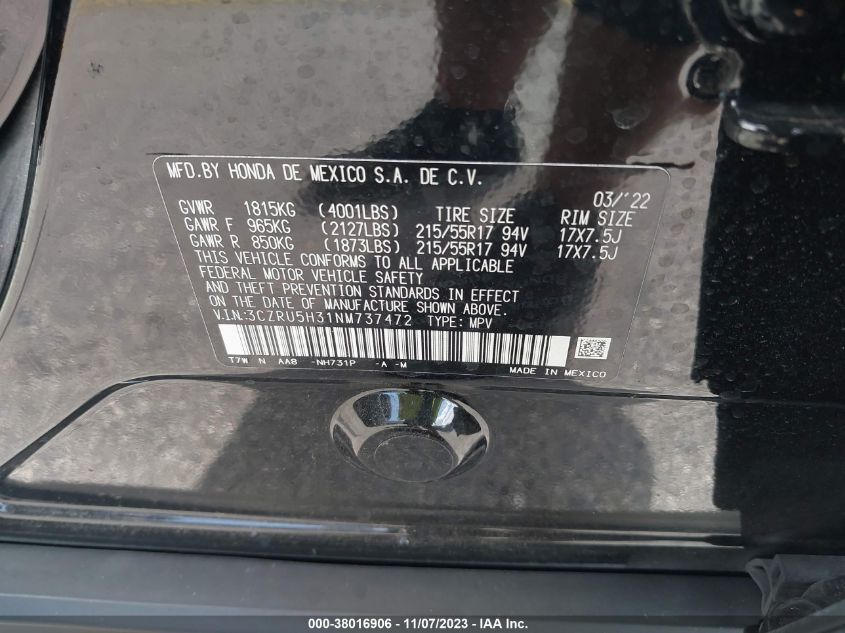 MFD.BY HONDA DE MEXICO S.A. DE C.V.
03/'22
GVWR 1815KG (4001LBS) TIRE SIZE RIM SIZE
GAWR F 965KG (2127LBS) 215/55R17 94V 17X7.5J
GAWR R 850KG (1873LBS) 215/55R17 94V 17X7.5J
THIS VEHICLE CONFORMS TO ALL APPLICABLE
FEDERAL MOTOR VEHICLE SAFETY
AND THEFT PREVENTION STANDARDS IN EFFECT
ON THE DATE OF MANUFACTURE SHOWN ABOVE.
V.I.N:3CZRU5H31NM737472 TYPE: MPV
T7W N AA8 -NH731P -A -M
MADE IN MEXICO
000-38016906 - 11/07/2023 - IAA Inc.